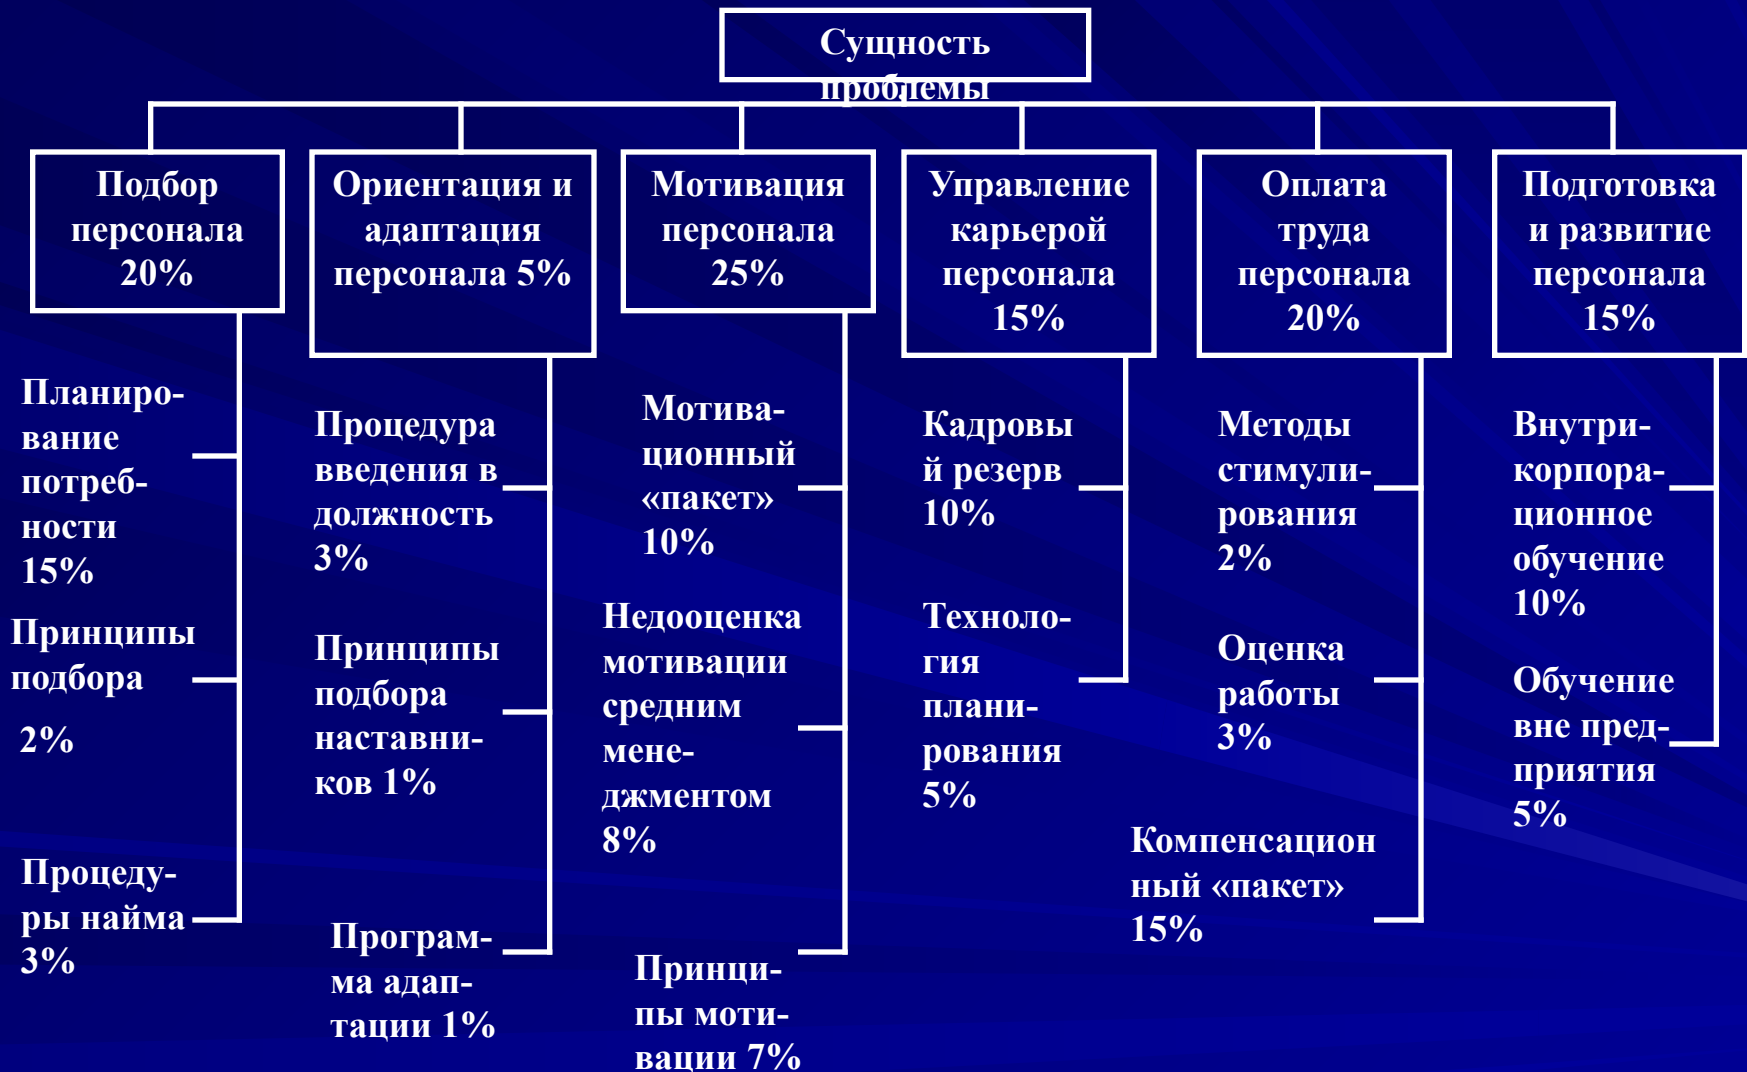 Сущность
проблемы
Подбор
персонала
20%
Ориентация и
адаптация
персонала 5%
Мотивация
персонала
25%
Управление
карьерой
персонала
15%
Оплата
труда
персонала
20%
Подготовка
и развитие
персонала
15%
Планиро-
вание
потреб-
ности
15%
Принципы
подбора
2%
Процеду-
ры найма
3%
Процедура
введения в
должность
3%
Принципы
подбора
наставни-
ков 1%
Програм-
ма адап-
тации 1%
Мотива-
ционный
«пакет»
10%
Недооценка
мотивации
средним
мене-
джментом
8%
Принци-
пы моти-
вации 7%
Кадровы
й резерв
10%
Техноло-
гия
плани-
рования
5%
Методы
стимули-
рования
2%
Оценка
работы
3%
Компенсацион
ный «пакет»
15%
Внутри-
корпора-
ционное
обучение
10%
Обучение
вне пред-
приятия
5%